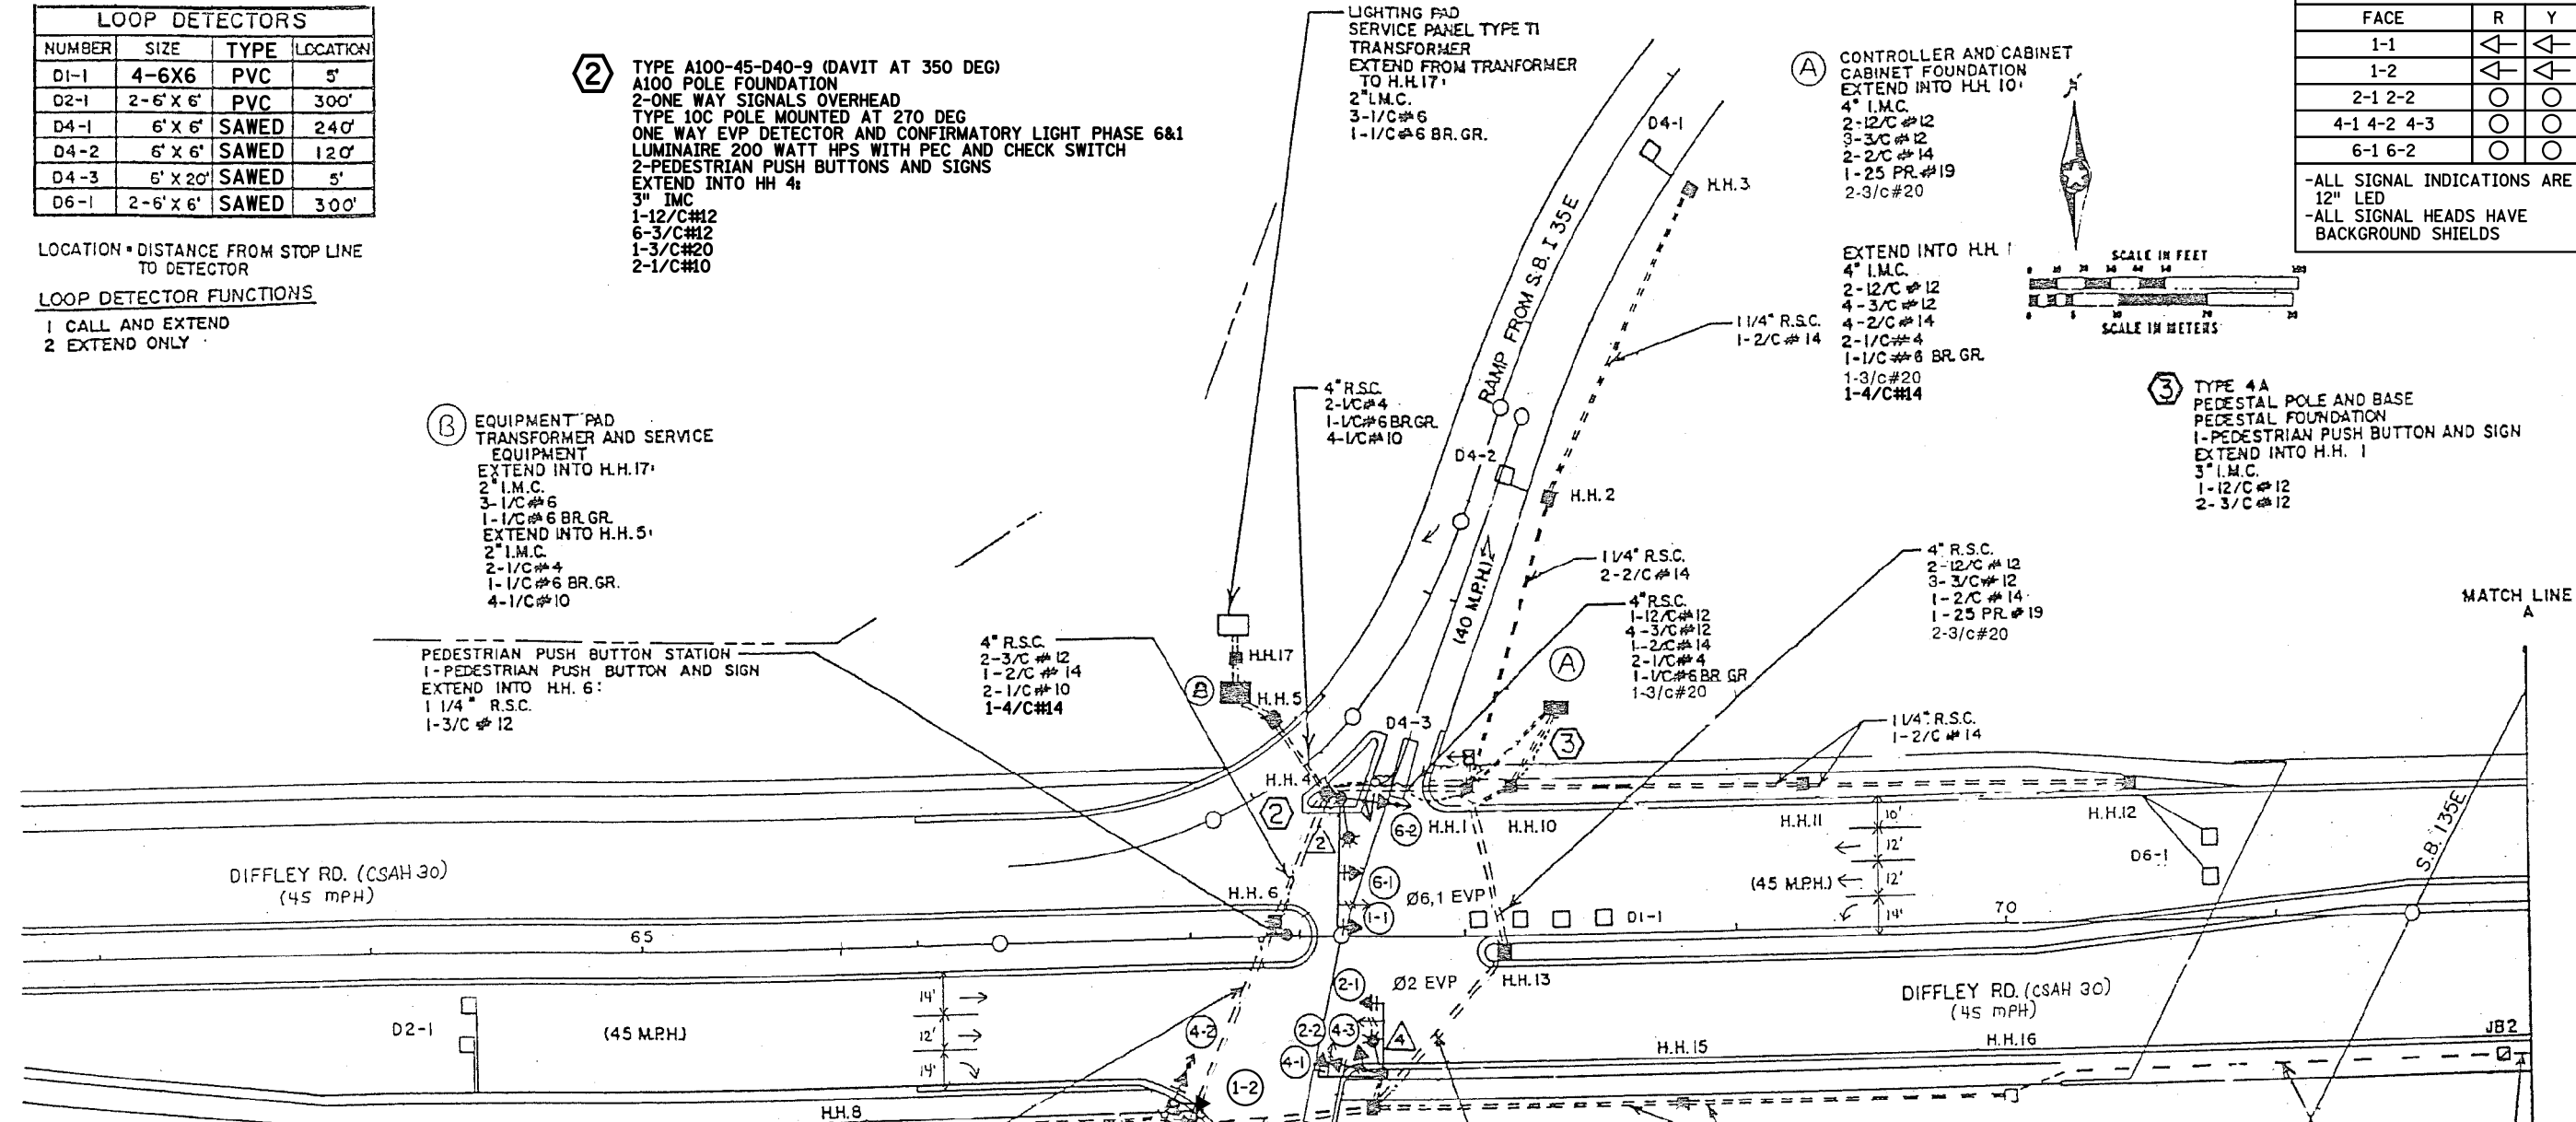 LOOP DETECTORS
NUMBER SIZE TYPE LOCATION
D1-1 4-6X6 PVC 5'
D2-1 2-6' X 6' PVC 300'
D4-1 6' X 6' SAWED 240'
D4-2 6' X 6' SAWED 120'
D4-3 6' X 20' SAWED 5'
D6-1 2-6' X 6' SAWED 300'
LOCATION = DISTANCE FROM STOP LINE
TO DETECTOR
LOOP DETECTOR FUNCTIONS
1 CALL AND EXTEND
2 EXTEND ONLY
2
TYPE A100-45-D40-9 (DAVIT AT 350 DEG)
A100 POLE FOUNDATION
2-ONE WAY SIGNALS OVERHEAD
TYPE 10C POLE MOUNTED AT 270 DEG
ONE WAY EVP DETECTOR AND CONFIRMATORY LIGHT PHASE 6&1
LUMINAIRE 200 WATT HPS WITH PEC AND CHECK SWITCH
2-PEDESTRIAN PUSH BUTTONS AND SIGNS
EXTEND INTO HH 4:
3" IMC
1-12/C#12
6-3/C#12
1-3/C#20
2-1/C#10
LIGHTING PAD
SERVICE PANEL TYPE T1
TRANSFORMER
EXTEND FROM TRANFORMER
TO H.H.17:
2" I.M.C.
3-1/C#6
1-1/C#6 BR.GR.
A
CONTROLLER AND CABINET
CABINET FOUNDATION
EXTEND INTO H.H. 10:
4" I.M.C.
2-12/C #12
3-3/C #12
2-2/C #14
1-25 PR.#19
2-3/c#20
EXTEND INTO H.H. 1
4" I.M.C.
2-12/C #12
4-3/C #12
4-2/C #14
2-1/C#4
1-1/C #6 BR.GR.
1-3/c#20
1-4/C#14
FACE R Y
1-1
1-2
2-1 2-2
4-1 4-2 4-3
6-1 6-2
-ALL SIGNAL INDICATIONS ARE
12" LED
-ALL SIGNAL HEADS HAVE
BACKGROUND SHIELDS
SCALE IN FEET
SCALE IN METERS
3
TYPE 4A
PEDESTAL POLE AND BASE
PEDESTAL FOUNDATION
1-PEDESTRIAN PUSH BUTTON AND SIGN
EXTEND INTO H.H. 1
3" I.M.C.
1-12/C #12
2-3/C #12
B
EQUIPMENT PAD
TRANSFORMER AND SERVICE
EQUIPMENT
EXTEND INTO H.H.17:
2" I.M.C.
3-1/C#6
1-1/C#6 BR.GR.
EXTEND INTO H.H.5:
2" I.M.C.
2-1/C#4
1-1/C#6 BR.GR.
4-1/C#10
4" R.S.C.
2-1/C#4
1-1/C#6 BR.GR.
4-1/C#10
D4-1
H.H.3
RAMP FROM S.B. I 35E
1 1/4" R.S.C.
1-2/C #14
D4-2
H.H.2
(40 M.P.H.)
1 1/4" R.S.C.
2-2/C #14
4" R.S.C.
1-12/C#12
4-3/C#12
1-2/C#14
2-1/C#4
1-1/C#6 BR GR
1-3/c#20
4" R.S.C.
2-12/C #12
3-3/C#12
1-2/C #14
1-25 PR.#19
2-3/c#20
MATCH LINE
A
PEDESTRIAN PUSH BUTTON STATION
1-PEDESTRIAN PUSH BUTTON AND SIGN
EXTEND INTO H.H. 6:
1 1/4" R.S.C.
1-3/C #12
4" R.S.C.
2-3/C #12
1-2/C #14
2-1/C#10
1-4/C#14
H.H.17
B
H.H.5
A
3
D4-3
1 1/4" R.S.C.
1-2/C #14
H.H.4
2
2
6-2
H.H.1
H.H.10
H.H.11
H.H.12
10'
12'
12'
14'
D6-1
S.B. I35E
DIFFLEY RD. (CSAH 30)
(45 MPH)
H.H. 6
6-1
1-1
Ø6,1 EVP
D1-1
(45 M.P.H.)
65
70
2-1
Ø2 EVP
H.H.13
DIFFLEY RD. (CSAH 30)
(45 MPH)
D2-1
(45 M.P.H.)
14'
12'
14'
4-2
2-2
4-3
4
4-1
1-2
H.H.15
H.H.16
JB2
H.H.8